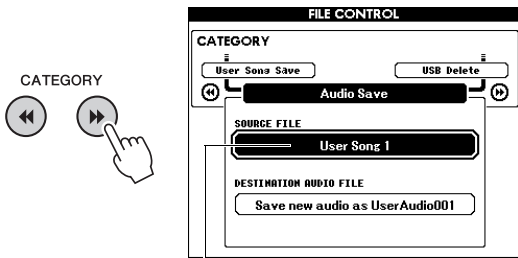 FILE CONTROL
CATEGORY
User Song Save
USB Delete
CATEGORY
Audio Save
SOURCE FILE
User Song 1
DESTINATION AUDIO FILE
Save new audio as UserAudio001